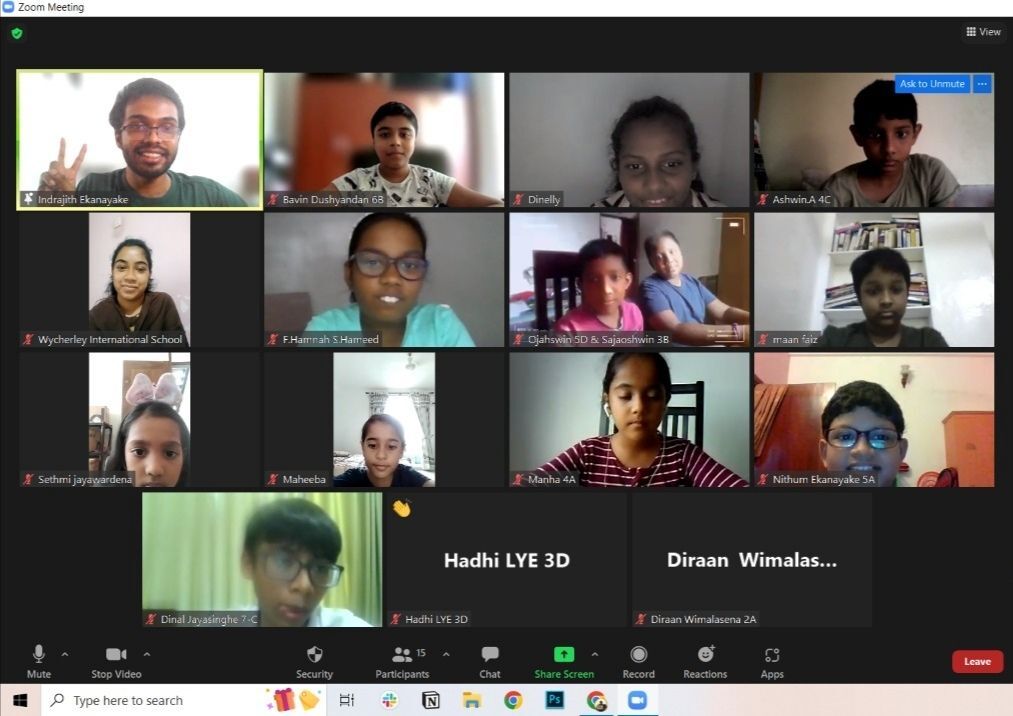 Zoom Meeting
View
Ask to Unmute ...
Indrajith Ekanayake
Bavin Dushyandan 6B
Dinelly
Ashwin.A 4C
Wycherley International School
F.Hamnah S.Hameed
Ojahswin 5D & Sajaoshwin 3B
maan faiz
Sethmi jayawardena
Maheeba
Manha 4A
Nithum Ekanayake 5A
Hadhi LYE 3D
Diraan Wimalas...
Dinal Jayasinghe 7-C
Hadhi LYE 3D
Diraan Wimalasena 2A
15
Mute
Stop Video
Security
Participants
Chat
Share Screen
Record
Reactions
Apps
Leave
Type here to search
N
Ps